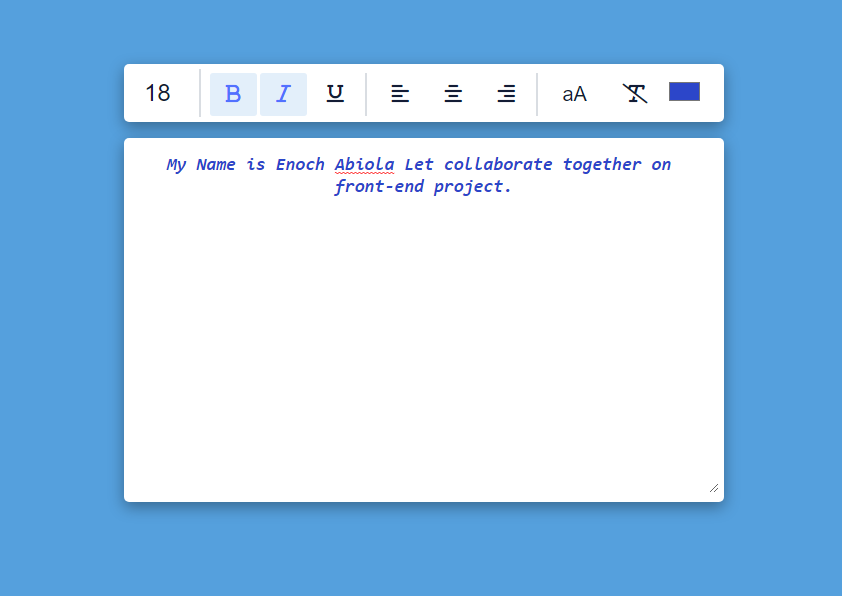 18 B I U aA T
My Name is Enoch Abiola Let collaborate together on
front-end project.